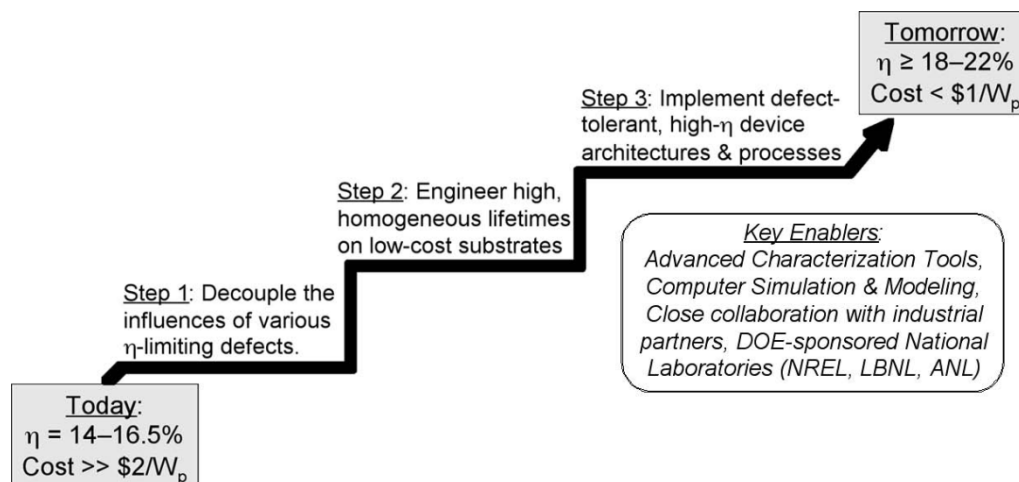 Tomorrow:
η ≥ 18–22%
Cost < $1/Wp
Step 3: Implement defect-
tolerant, high-η device
architectures & processes
Step 2: Engineer high,
homogeneous lifetimes
on low-cost substrates
Key Enablers:
Advanced Characterization Tools,
Computer Simulation & Modeling,
Close collaboration with industrial
partners, DOE-sponsored National
Laboratories (NREL, LBNL, ANL)
Step 1: Decouple the
influences of various
η-limiting defects.
Today:
η = 14–16.5%
Cost >> $2/Wp